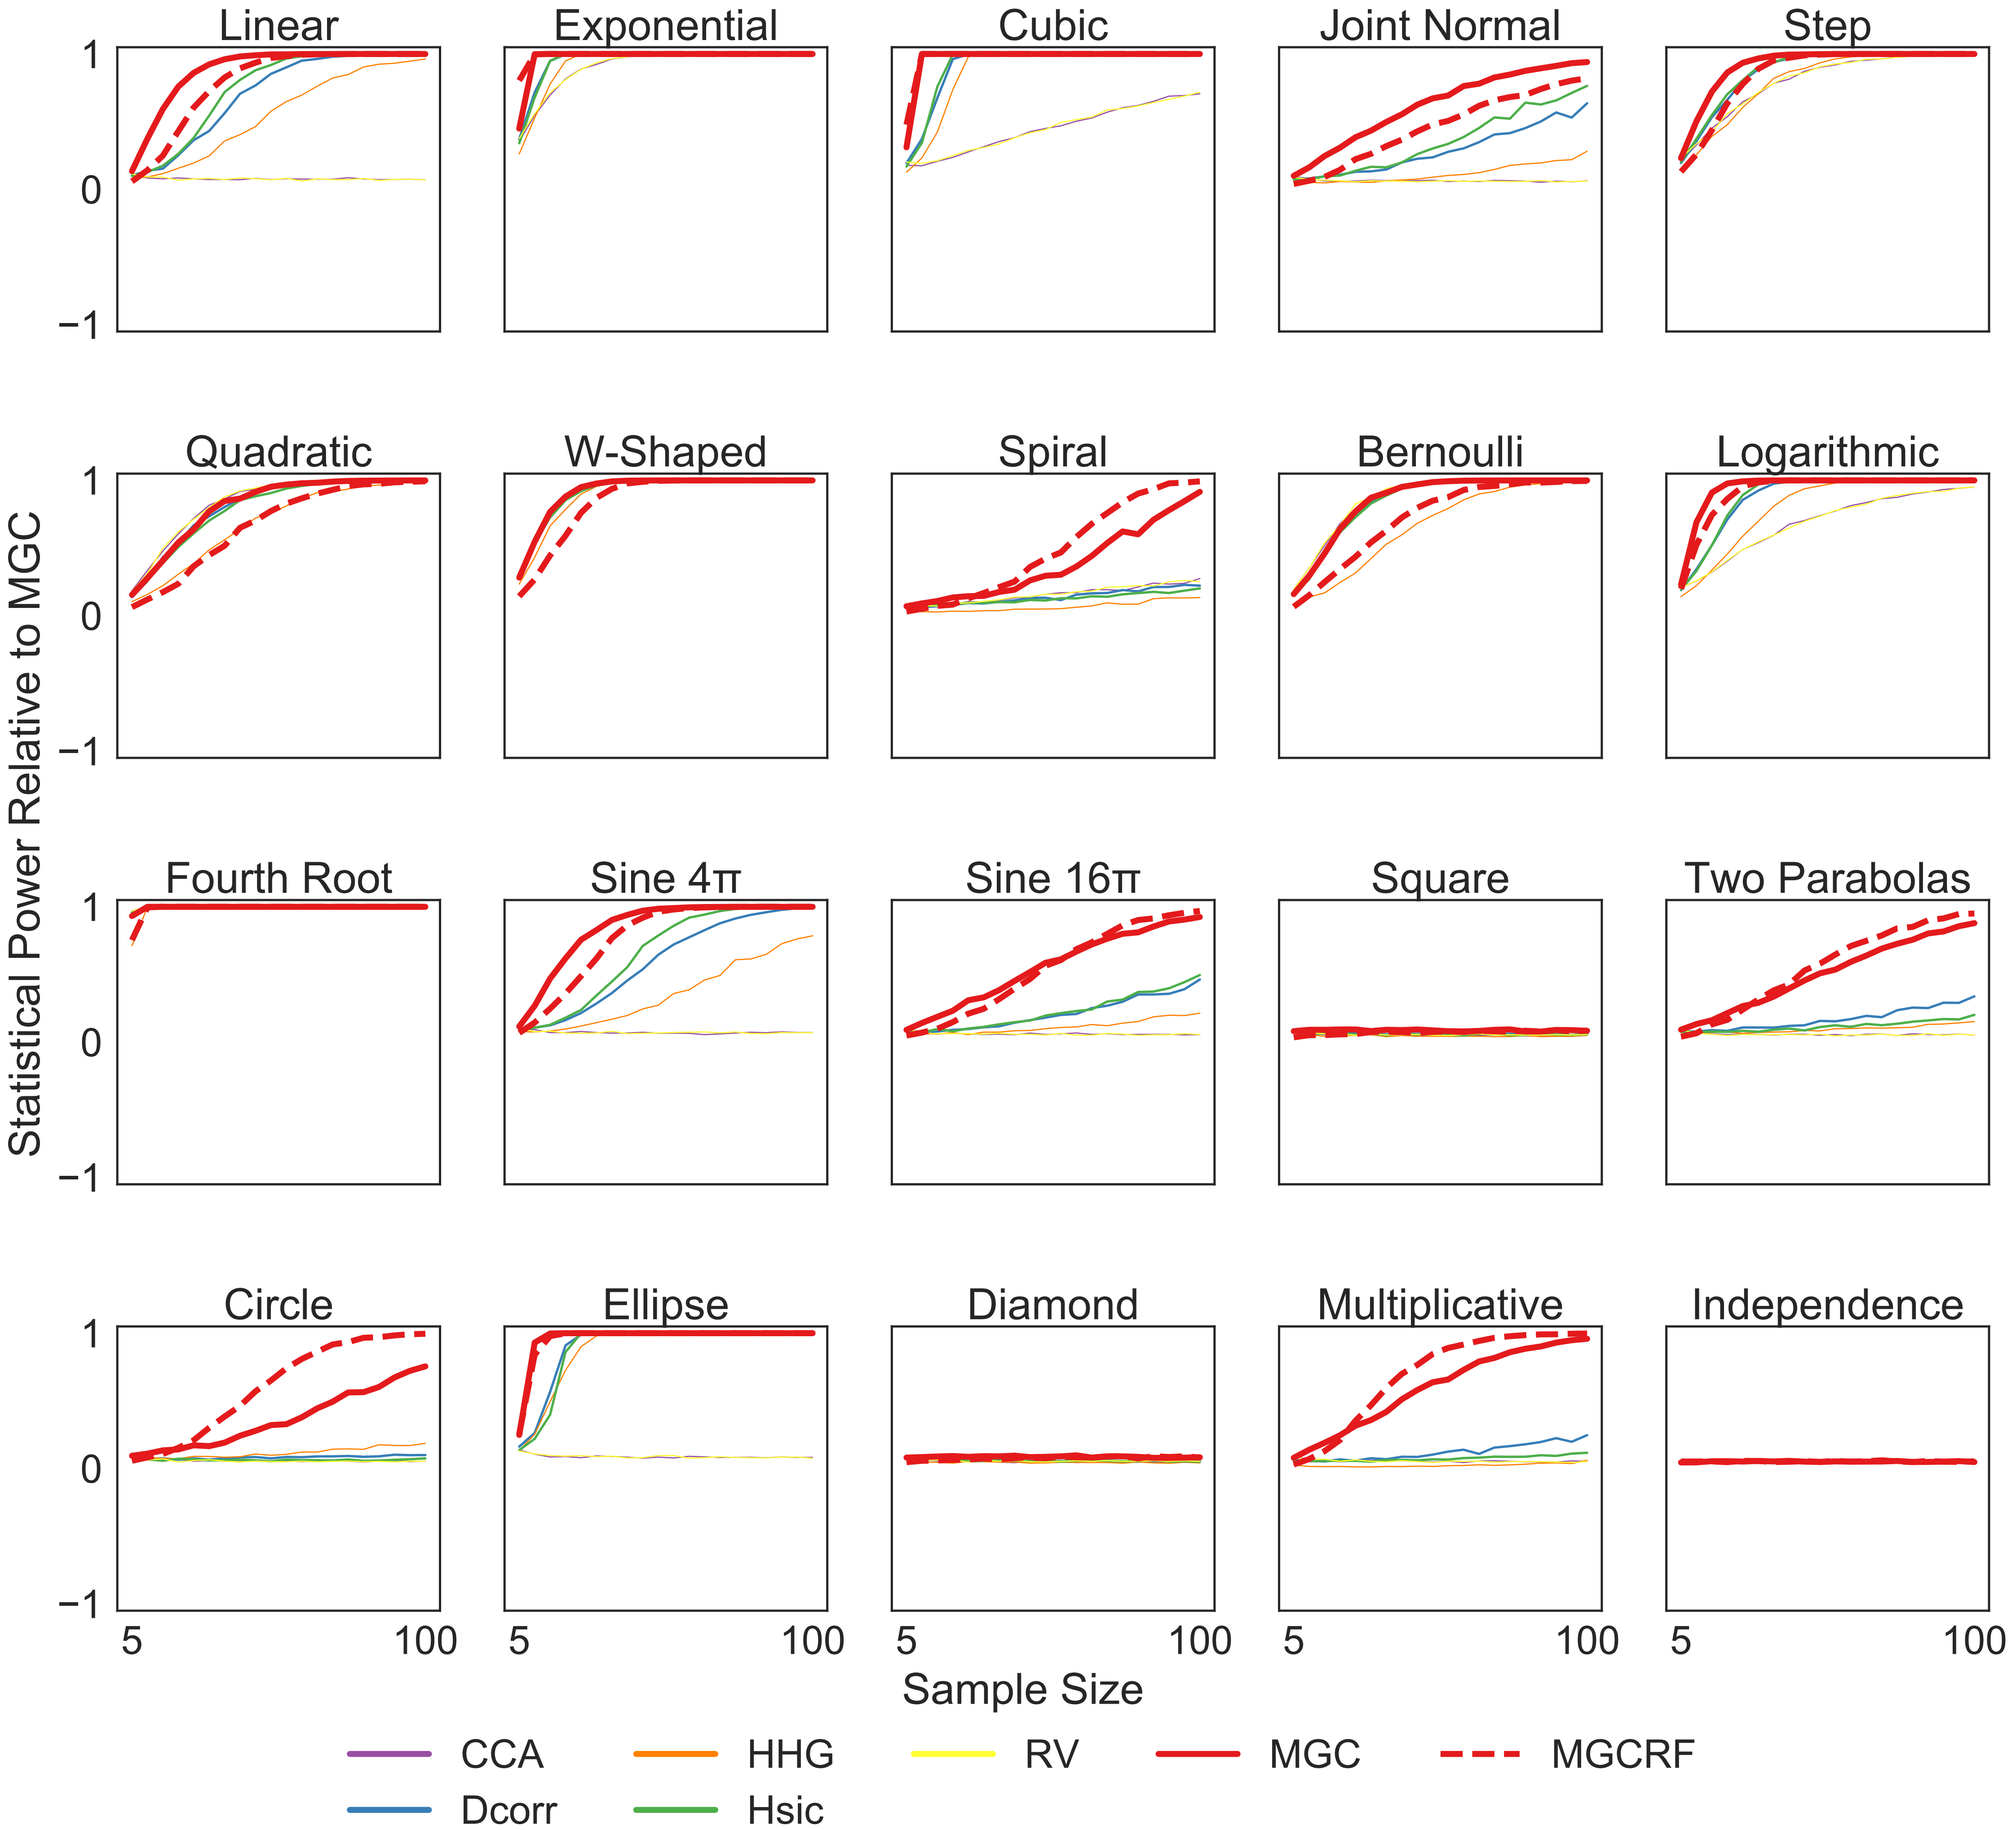 Linear Exponential Cubic Joint Normal Step
1
0
−1
Quadratic W-Shaped Spiral Bernoulli Logarithmic
1
0
−1
Statistical Power Relative to MGC
Fourth Root Sine 4π Sine 16π Square Two Parabolas
1
0
−1
Circle Ellipse Diamond Multiplicative Independence
1
0
−1
5 100 5 100 5 100 5 100 5 100
Sample Size
CCA HHG RV MGC MGCRF
Dcorr Hsic